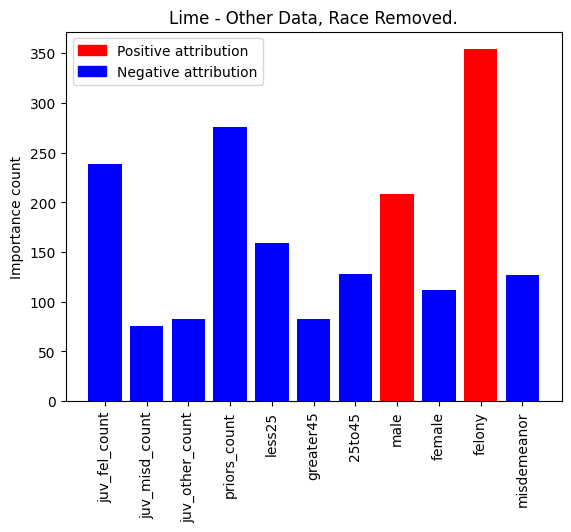 Lime - Other Data, Race Removed.
Positive attribution
Negative attribution
Importance count
350
300
250
200
150
100
50
0
juv_fel_count
juv_misd_count
juv_other_count
priors_count
less25
greater45
25to45
male
female
felony
misdemeanor